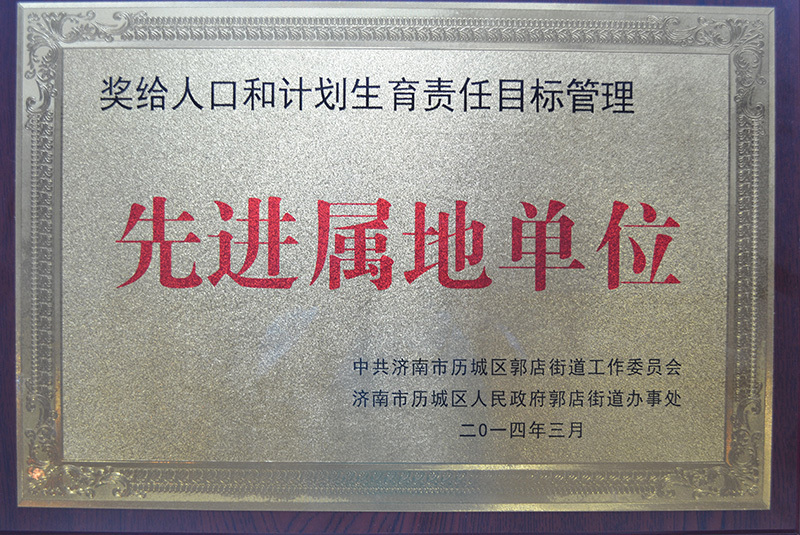 奖给人口和计划生育责任目标管理
先进属地单位
中共济南市历城区郭店街道工作委员会
济南市历城区人民政府郭店街道办事处
二0一四年三月